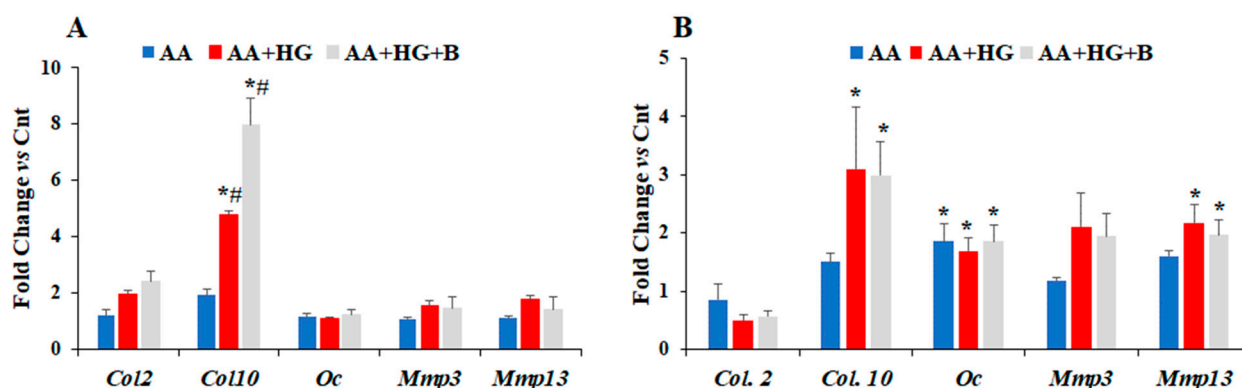 A
AA AA+HG AA+HG+B
Fold Change vs Cnt
10
8
6
4
2
0
*#
*#
Col2 Col10 Oc Mmp3 Mmp13
B
AA AA+HG AA+HG+B
Fold Change vs Cnt
5
4
3
2
1
0
* *
* * *
* *
Col. 2 Col. 10 Oc Mmp3 Mmp13